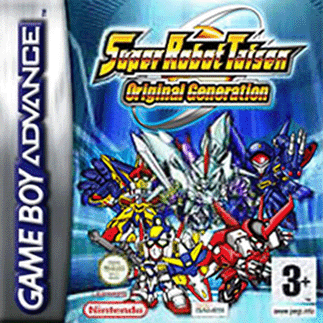 GAME BOY ADVANCE
Super Robot Taisen
Original Generation
Nintendo
3+
www.pegi.info